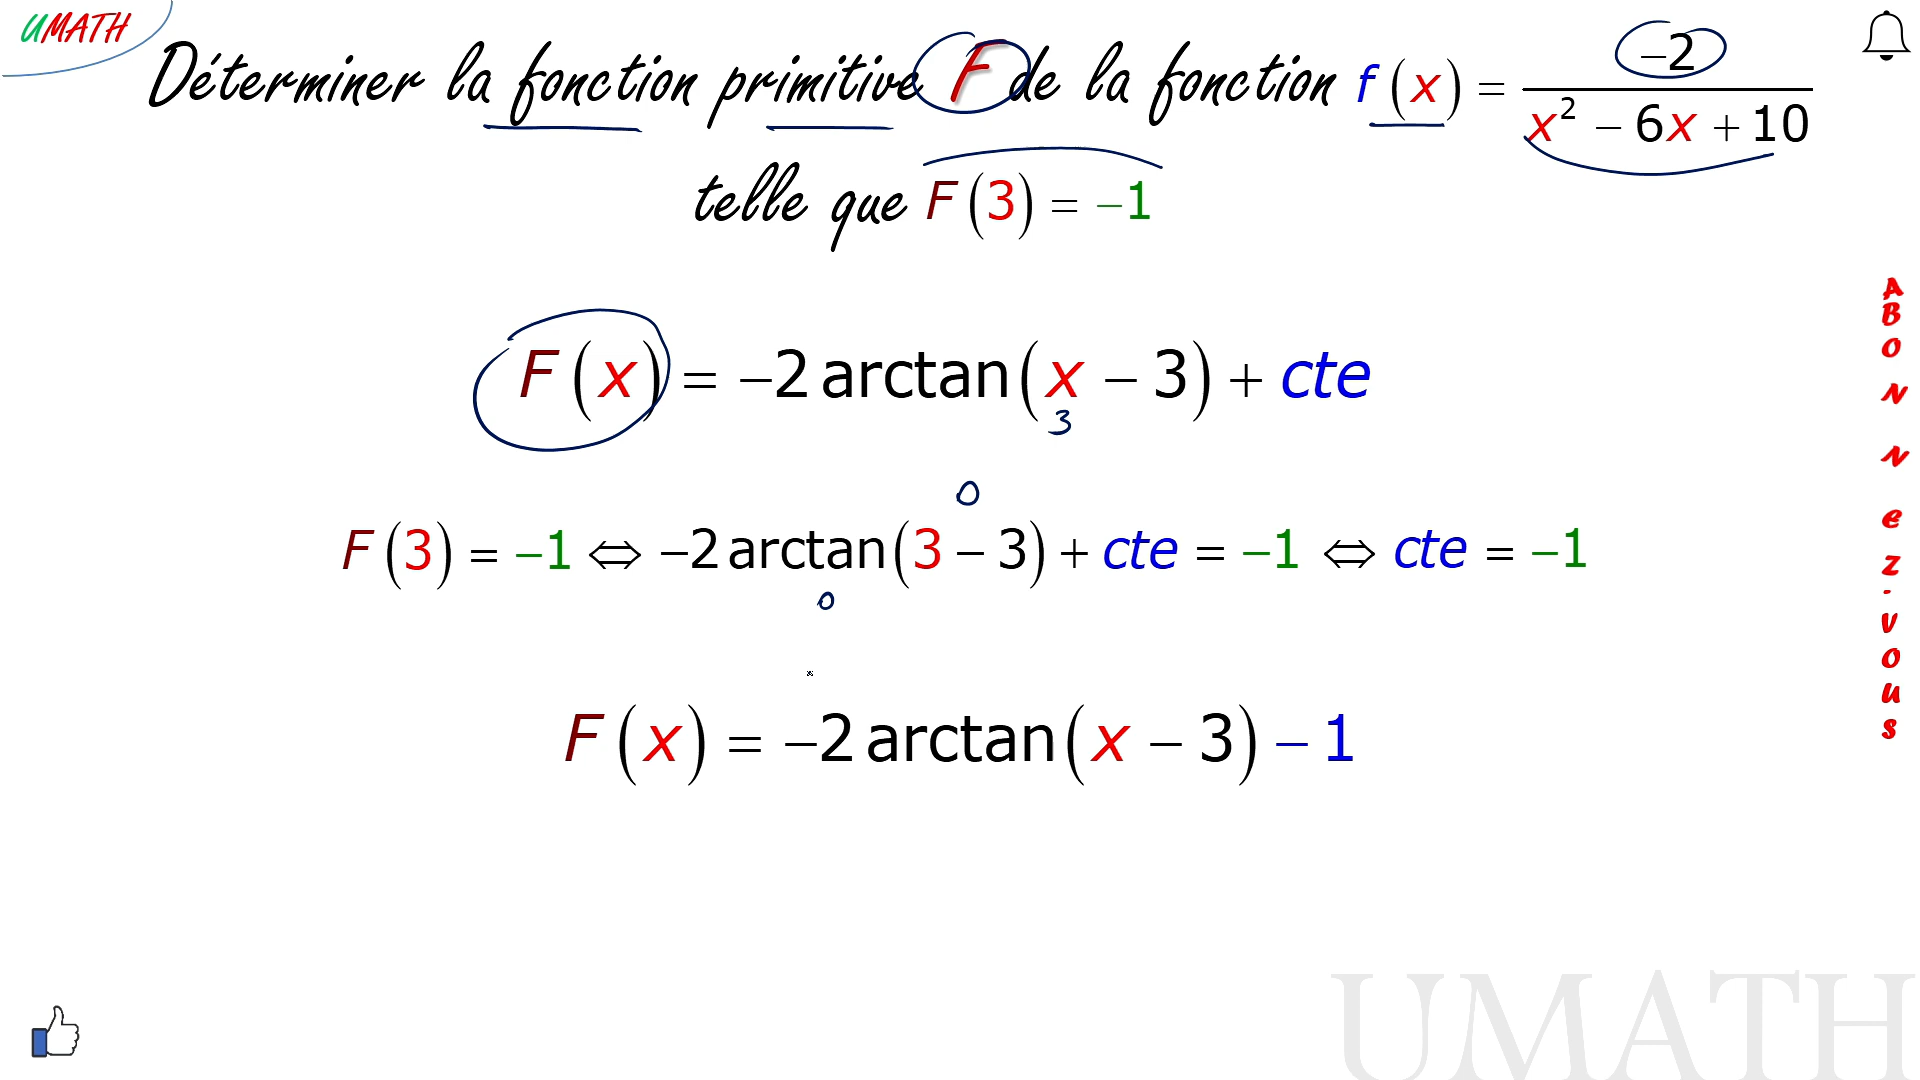 UMATH
Déterminer la fonction primitive F de la fonction f(x) = -2 / (x² - 6x + 10)
telle que F(3) = -1
F(x) = -2 arctan(x - 3) + cte
3
0
F(3) = -1 ⇔ -2 arctan(3 - 3) + cte = -1 ⇔ cte = -1
0
F(x) = -2 arctan(x - 3) - 1
ABONNEZ-VOUS
UMATH